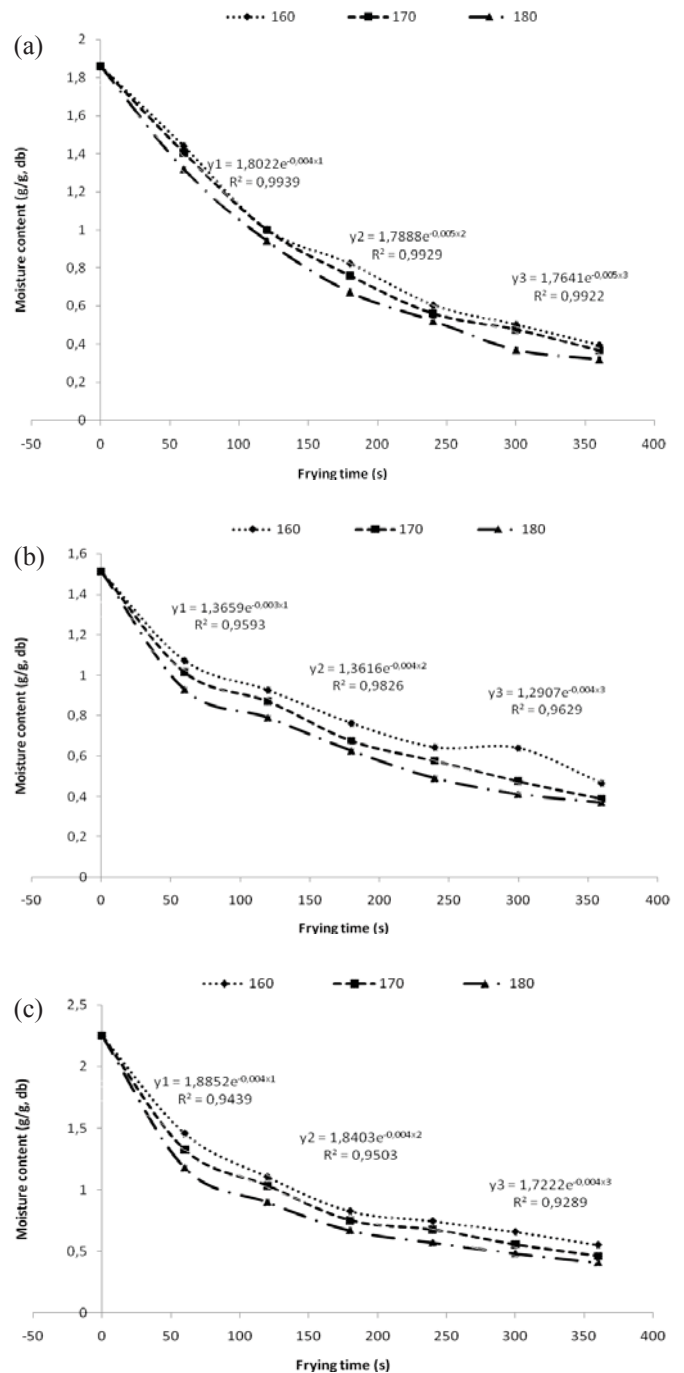 160 170 180
(a)
2
1,8
1,6
1,4
1,2
1
0,8
0,6
0,4
0,2
0
Moisture content (g/g, db)
y1 = 1,8022e^-0,004x1
R² = 0,9939
y2 = 1,7888e^-0,005x2
R² = 0,9929
y3 = 1,7641e^-0,005x3
R² = 0,9922
-50 0 50 100 150 200 250 300 350 400
Frying time (s)
160 170 180
(b)
1,6
1,4
1,2
1
0,8
0,6
0,4
0,2
0
Moisture content (g/g, db)
y1 = 1,3659e^-0,003x1
R² = 0,9593
y2 = 1,3616e^-0,004x2
R² = 0,9826
y3 = 1,2907e^-0,004x3
R² = 0,9629
-50 0 50 100 150 200 250 300 350 400
Frying time (s)
160 170 180
(c)
2,5
2
1,5
1
0,5
0
Moisture content (g/g, db)
y1 = 1,8852e^-0,004x1
R² = 0,9439
y2 = 1,8403e^-0,004x2
R² = 0,9503
y3 = 1,7222e^-0,004x3
R² = 0,9289
-50 0 50 100 150 200 250 300 350 400
Frying time (s)